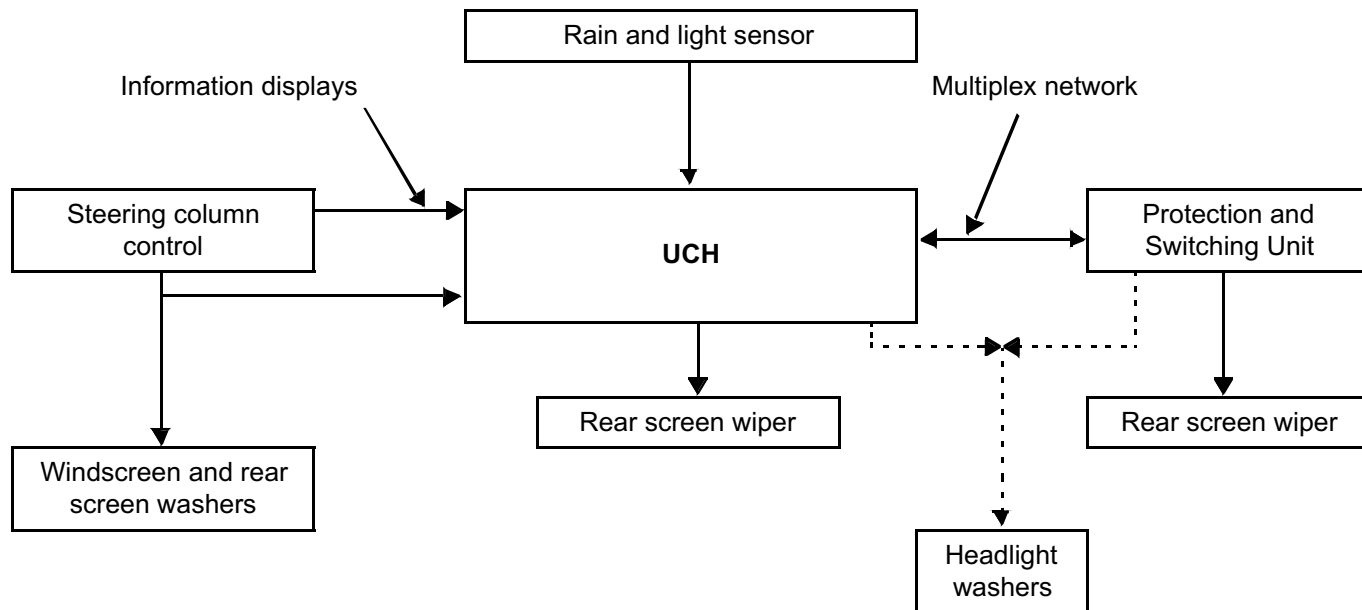 Rain and light sensor
Information displays
Multiplex network
Steering column
control
UCH
Protection and
Switching Unit
Rear screen wiper
Rear screen wiper
Windscreen and rear
screen washers
Headlight
washers